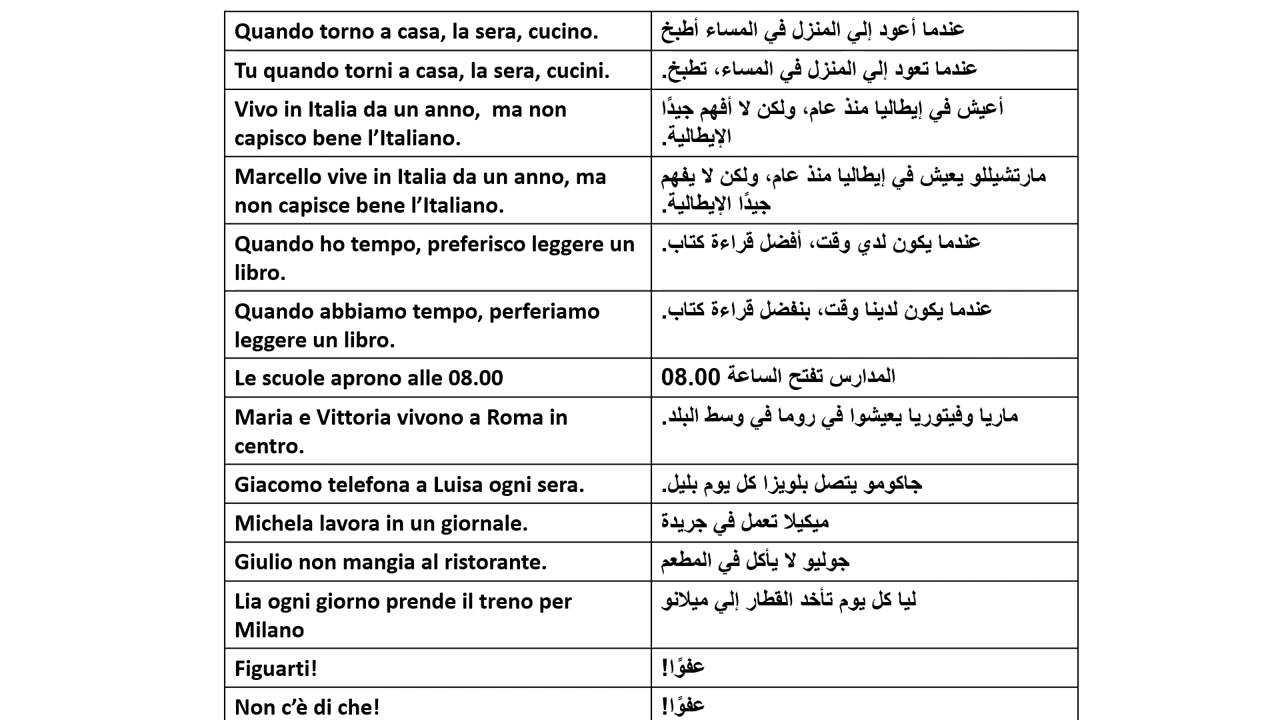 Quando torno a casa, la sera, cucino.
عندما أعود إلي المنزل في المساء أطبخ
Tu quando torni a casa, la sera, cucini.
عندما تعود إلي المنزل في المساء، تطبخ.
Vivo in Italia da un anno,  ma non
capisco bene l’Italiano.
أعيش في إيطاليا منذ عام، ولكن لا أفهم جيدًا
الإيطالية.
Marcello vive in Italia da un anno, ma
non capisce bene l’Italiano.
مارتشيللو يعيش في إيطاليا منذ عام، ولكن لا يفهم
جيدًا الإيطالية.
Quando ho tempo, preferisco leggere un
libro.
عندما يكون لدي وقت، أفضل قراءة كتاب.
Quando abbiamo tempo, perferiamo
leggere un libro.
عندما يكون لدينا وقت، بنفضل قراءة كتاب.
Le scuole aprono alle 08.00
المدارس تفتح الساعة 08.00
Maria e Vittoria vivono a Roma in
centro.
ماريا وفيتوريا يعيشوا في روما في وسط البلد.
Giacomo telefona a Luisa ogni sera.
جاكومو يتصل بلويزا كل يوم بليل.
Michela lavora in un giornale.
ميكيلا تعمل في جريدة
Giulio non mangia al ristorante.
جوليو لا يأكل في المطعم
Lia ogni giorno prende il treno per
Milano
ليا كل يوم تأخد القطار إلي ميلانو
Figuarti!
عفوًا!
Non c’è di che!
عفوًا!